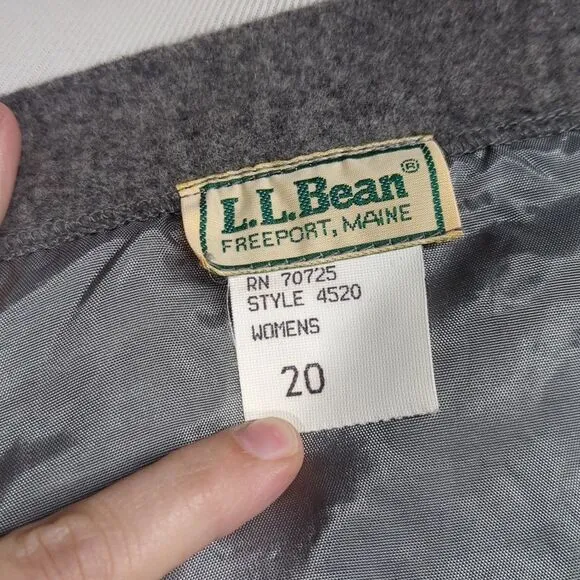 L.L.Bean®
FREEPORT, MAINE
RN 70725
STYLE 4520
WOMENS
20